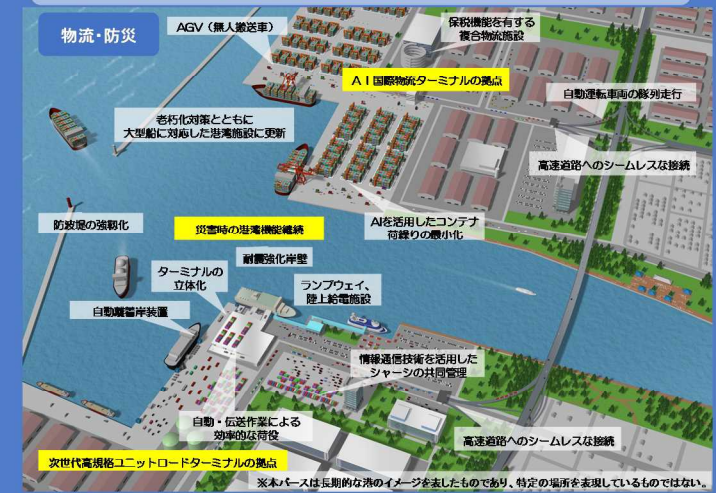 物流・防災
AGV（無人搬送車）
保税機能を有する
複合物流施設
ＡＩ国際物流ターミナルの拠点
自動運転車両の隊列走行
老朽化対策とともに
大型船に対応した港湾施設に更新
高速道路へのシームレスな接続
防波堤の強靱化
災害時の港湾機能継続
AIを活用したコンテナ
荷繰りの最小化
耐震強化岸壁
ターミナルの
立体化
ランプウェイ、
陸上給電施設
自動離着岸装置
情報通信技術を活用した
シャーシの共同管理
自動・伝送作業による
効率的な荷役
高速道路へのシームレスな接続
次世代高規格ユニットロードターミナルの拠点
※本パースは長期的な港のイメージを表したものであり、特定の場所を表現しているものではない。